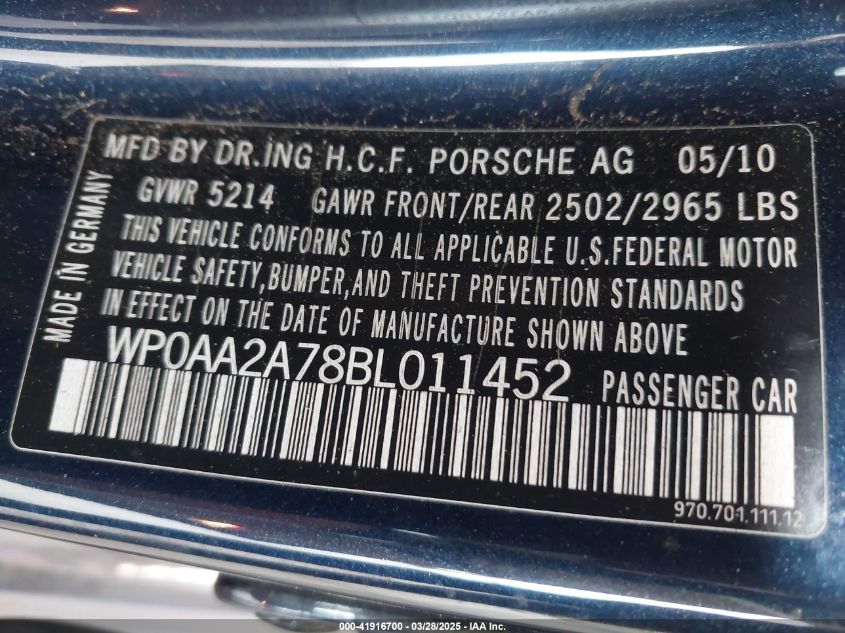 MFD BY DR.ING H.C.F. PORSCHE AG 05/10
GVWR 5214 GAWR FRONT/REAR 2502/2965 LBS
THIS VEHICLE CONFORMS TO ALL APPLICABLE U.S.FEDERAL MOTOR
VEHICLE SAFETY,BUMPER,AND THEFT PREVENTION STANDARDS
IN EFFECT ON THE DATE OF MANUFACTURE SHOWN ABOVE
WP0AA2A78BL011452 PASSENGER CAR
MADE IN GERMANY
970.701.111.12
000-41916700 - 03/28/2025 - IAA Inc.